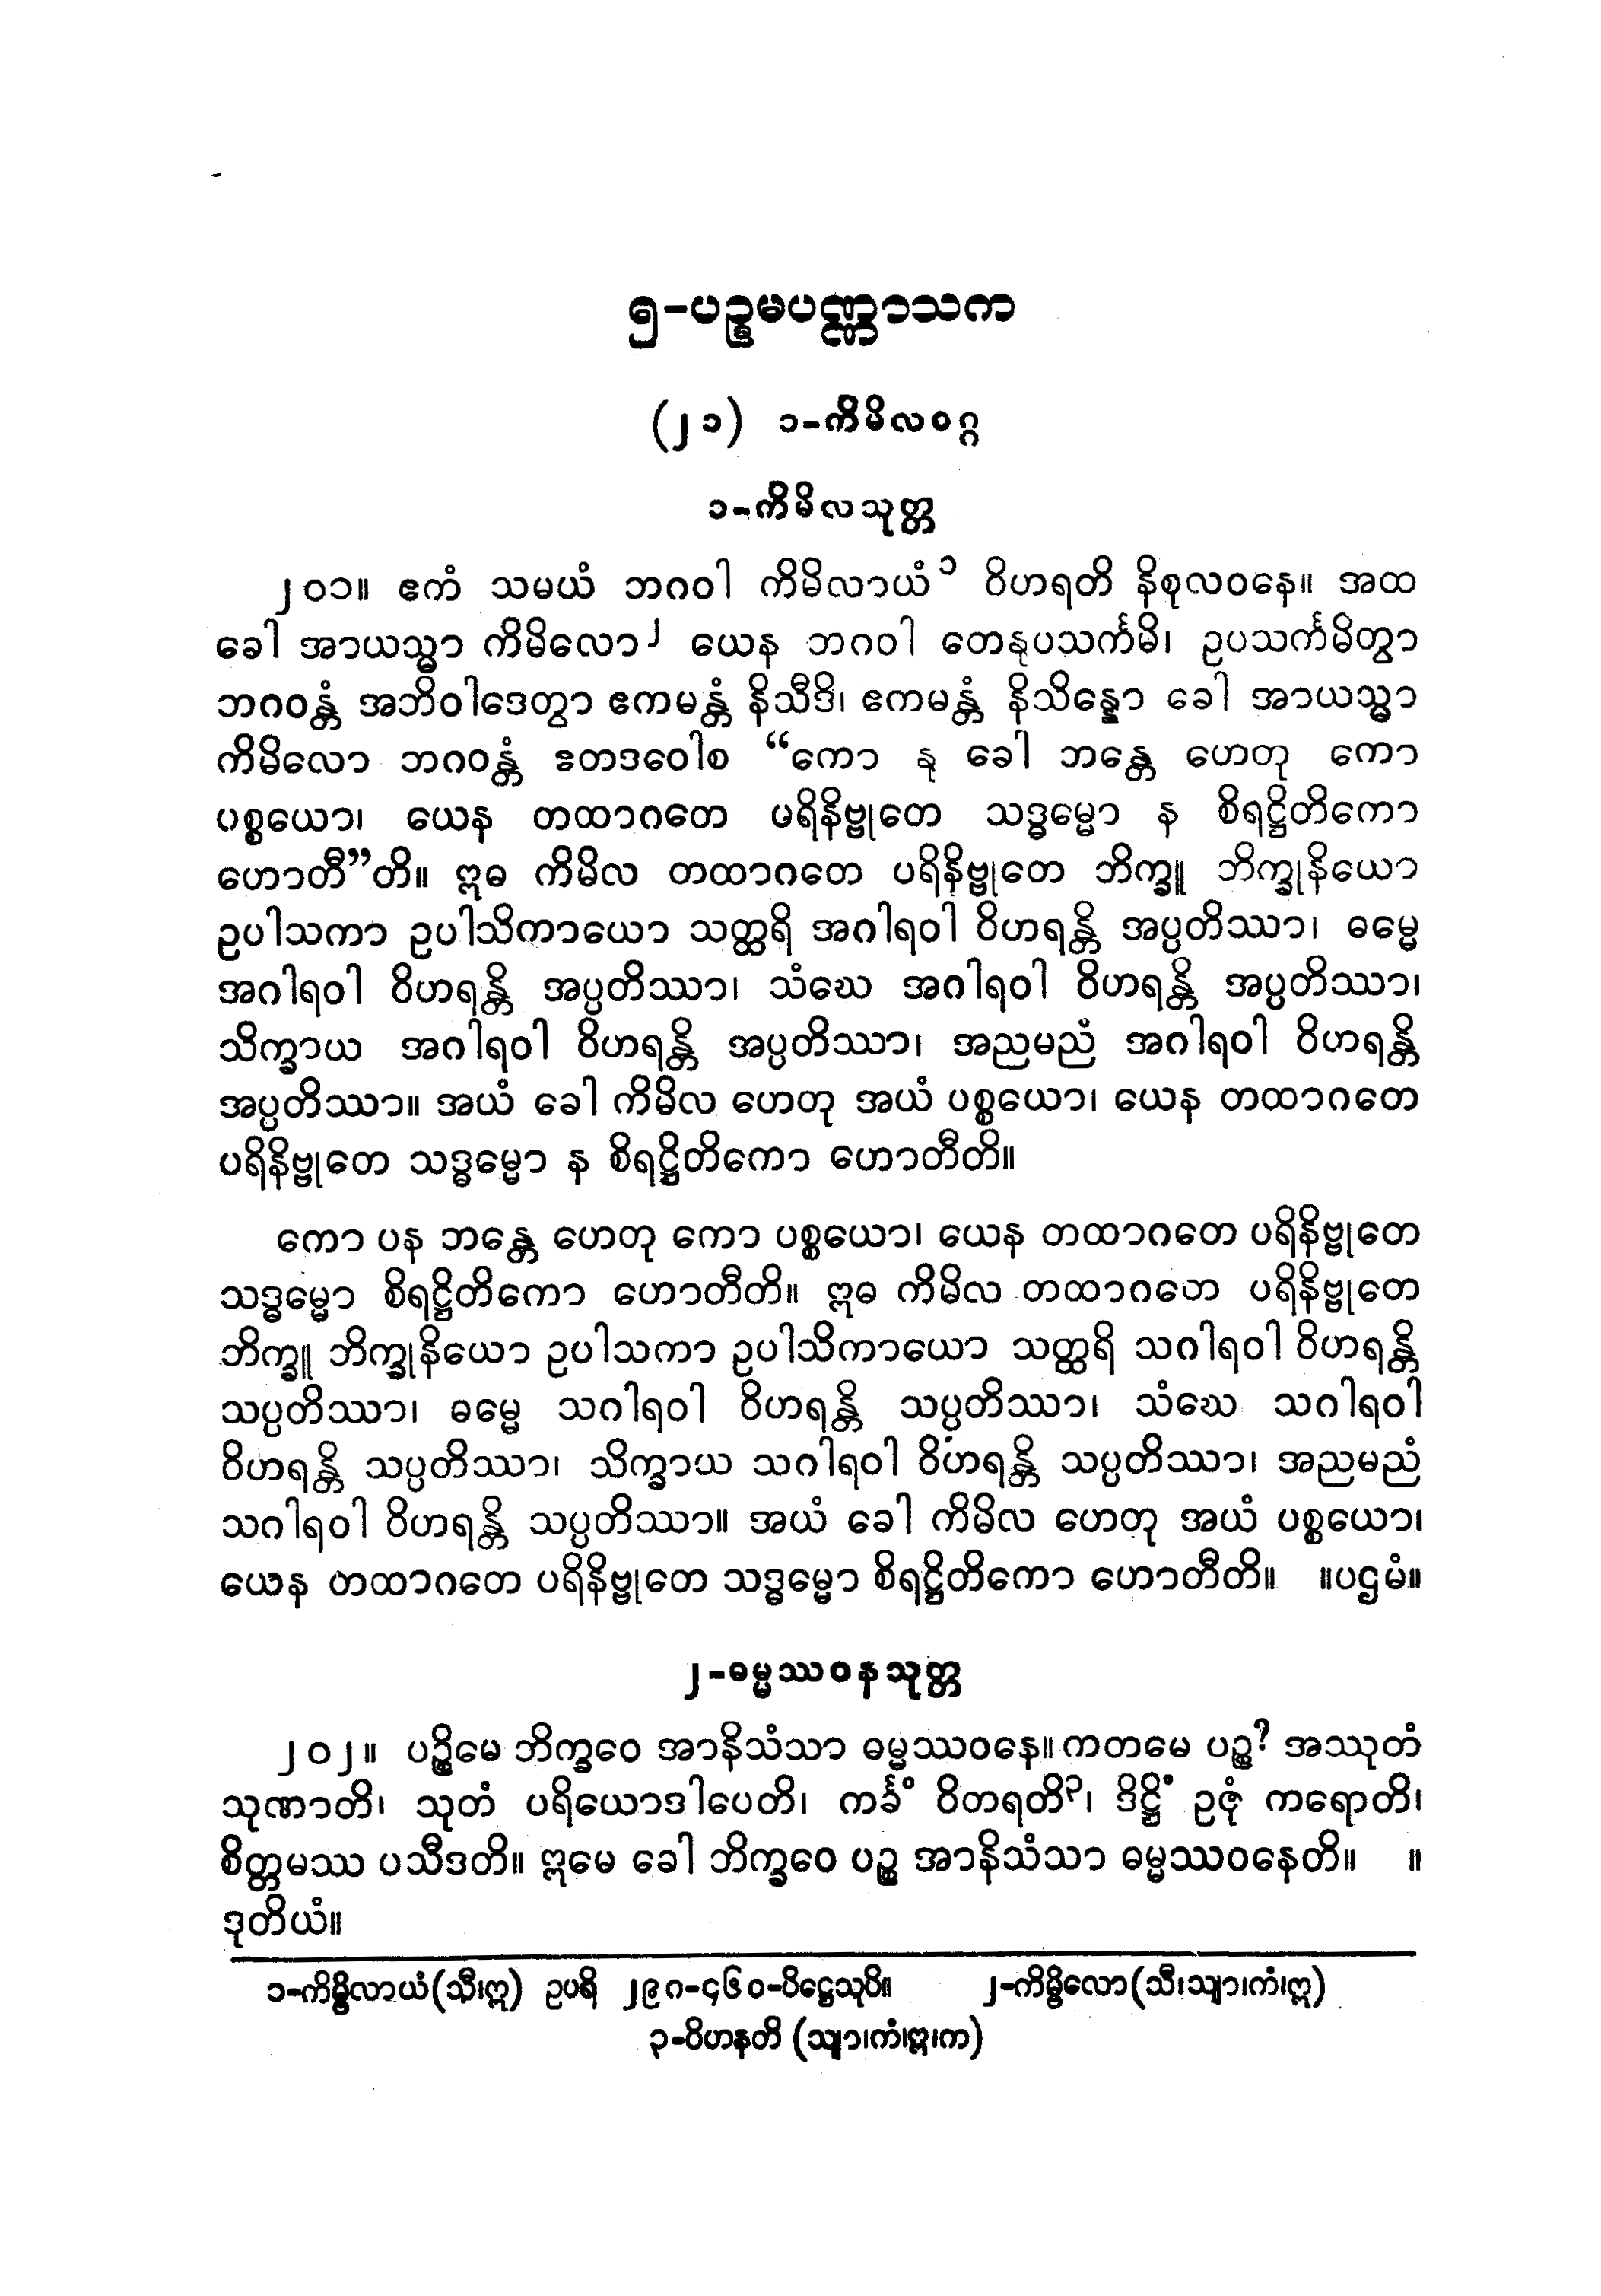 ၅-ပဉ္စမပဏ္ဏာသက
(၂၁) ၁-ကိမိလဝဂ္ဂ
၁-ကိမိလသုတ္တ
၂၀၁။ ဧကံ သမယံ ဘဂဝါ ကိမိလာယံ၁ ဝိဟရတိ နိစုလဝနေ။ အထ
ခေါ အာယသ္မာ ကိမိလော၂ ယေန ဘဂဝါ တေနုပသင်္ကမိ၊ ဥပသင်္ကမိတွာ
ဘဂဝန္တံ အဘိဝါဒေတွာ ဧကမန္တံ နိသီဒိ၊ ဧကမန္တံ နိသိန္နော ခေါ အာယသ္မာ
ကိမိလော ဘဂဝန္တံ ဧတဒဝေါစ “ကော နု ခေါ ဘန္တေ ဟေတု ကော
ပစ္စယော၊ ယေန တထာဂတေ ပရိနိဗ္ဗုတေ သဒ္ဓမ္မော န စိရဋ္ဌိတိကော
ဟောတီ”တိ။ ဣဓ ကိမိလ တထာဂတေ ပရိနိဗ္ဗုတေ ဘိက္ခူ ဘိက္ခုနိယော
ဥပါသကာ ဥပါသိကာယော သတ္ထရိ အဂါရဝါ ဝိဟရန္တိ အပ္ပတိဿာ၊ ဓမ္မေ
အဂါရဝါ ဝိဟရန္တိ အပ္ပတိဿာ၊ သံဃေ အဂါရဝါ ဝိဟရန္တိ အပ္ပတိဿာ၊
သိက္ခာယ အဂါရဝါ ဝိဟရန္တိ အပ္ပတိဿာ၊ အညမညံ အဂါရဝါ ဝိဟရန္တိ
အပ္ပတိဿာ။ အယံ ခေါ ကိမိလ ဟေတု အယံ ပစ္စယော၊ ယေန တထာဂတေ
ပရိနိဗ္ဗုတေ သဒ္ဓမ္မော န စိရဋ္ဌိတိကော ဟောတီတိ။
ကော ပန ဘန္တေ ဟေတု ကော ပစ္စယော၊ ယေန တထာဂတေ ပရိနိဗ္ဗုတေ
သဒ္ဓမ္မော စိရဋ္ဌိတိကော ဟောတီတိ။ ဣဓ ကိမိလ တထာဂတေ ပရိနိဗ္ဗုတေ
ဘိက္ခူ ဘိက္ခုနိယော ဥပါသကာ ဥပါသိကာယော သတ္ထရိ သဂါရဝါ ဝိဟရန္တိ
သပ္ပတိဿာ၊ ဓမ္မေ သဂါရဝါ ဝိဟရန္တိ သပ္ပတိဿာ၊ သံဃေ သဂါရဝါ
ဝိဟရန္တိ သပ္ပတိဿာ၊ သိက္ခာယ သဂါရဝါ ဝိဟရန္တိ သပ္ပတိဿာ၊ အညမညံ
သဂါရဝါ ဝိဟရန္တိ သပ္ပတိဿာ။ အယံ ခေါ ကိမိလ ဟေတု အယံ ပစ္စယော၊
ယေန တထာဂတေ ပရိနိဗ္ဗုတေ သဒ္ဓမ္မော စိရဋ္ဌိတိကော ဟောတီတိ။ ။ပဌမံ။
၂-ဓမ္မဿဝနသုတ္တ
၂၀၂။ ပဉ္စိမေ ဘိက္ခဝေ အာနိသံသာ ဓမ္မဿဝနေ။ ကတမေ ပဉ္စ? အဿုတံ
သုဏာတိ၊ သုတံ ပရိယောဒါပေတိ၊ ကင်္ခံ ဝိတရတိ၃၊ ဒိဋ္ဌိံ ဥဇုံ ကရောတိ၊
စိတ္တမဿ ပသီဒတိ။ ဣမေ ခေါ ဘိက္ခဝေ ပဉ္စ အာနိသံသာ ဓမ္မဿဝနေတိ။ ။
ဒုတိယံ။
၁-ကိမ္ဗိလာယံ(သီ၊ဣ) ဥပရိ ၂၉၈-၄၆၀-ပိဋ္ဌေသုပိ။ ၂-ကိမ္ဗိလော(သီ၊သျာ၊ကံ၊ဣ)
၃-ဝိဟနတိ (သျာ၊ကံ၊ဣ၊က)